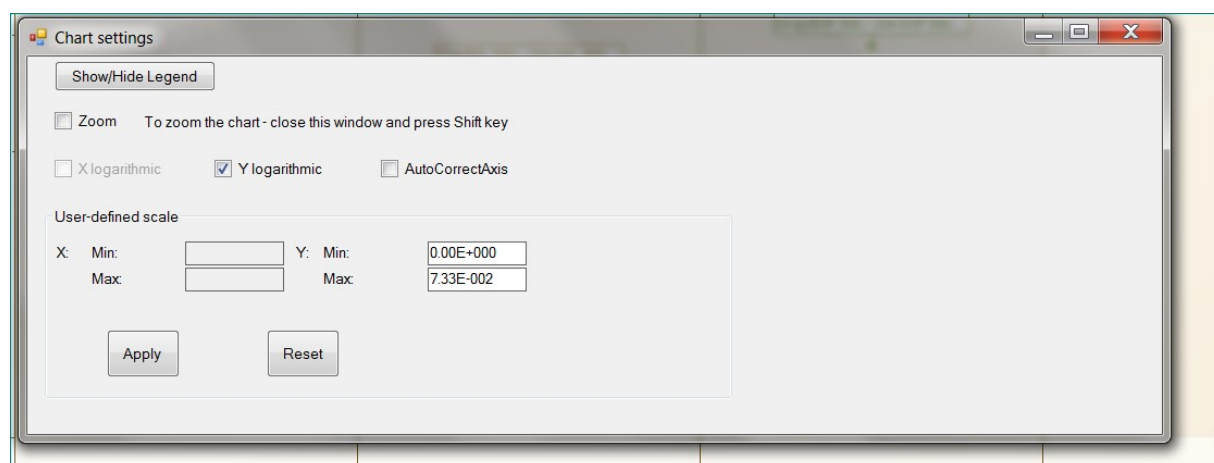 Chart settings
Show/Hide Legend
Zoom To zoom the chart - close this window and press Shift key
X logarithmic Y logarithmic AutoCorrectAxis
User-defined scale
X: Min: Y: Min: 0.00E+000
Max: Max: 7.33E-002
Apply Reset